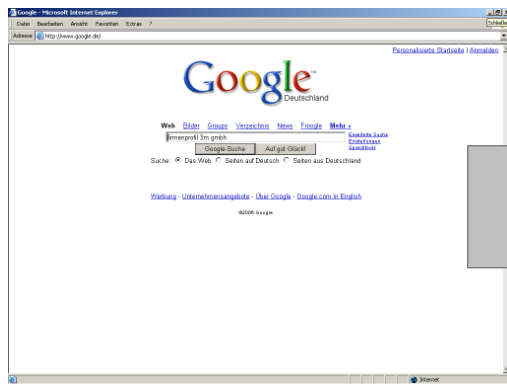 Google - Microsoft Internet Explorer
Datei Bearbeiten Ansicht Favoriten Extras ?
Schließe
Adresse http://www.google.de/
Personalisierte Startseite | Anmelden
Google™
Deutschland
Web Bilder Groups Verzeichnis News Froogle Mehr »
firmenprofil 3m gmbh
Erweiterte Suche
Einstellungen
Sprachtools
Google-Suche Auf gut Glück!
Suche: Das Web Seiten auf Deutsch Seiten aus Deutschland
Werbung - Unternehmensangebote - Über Google - Google.com in English
©2006 Google
Internet